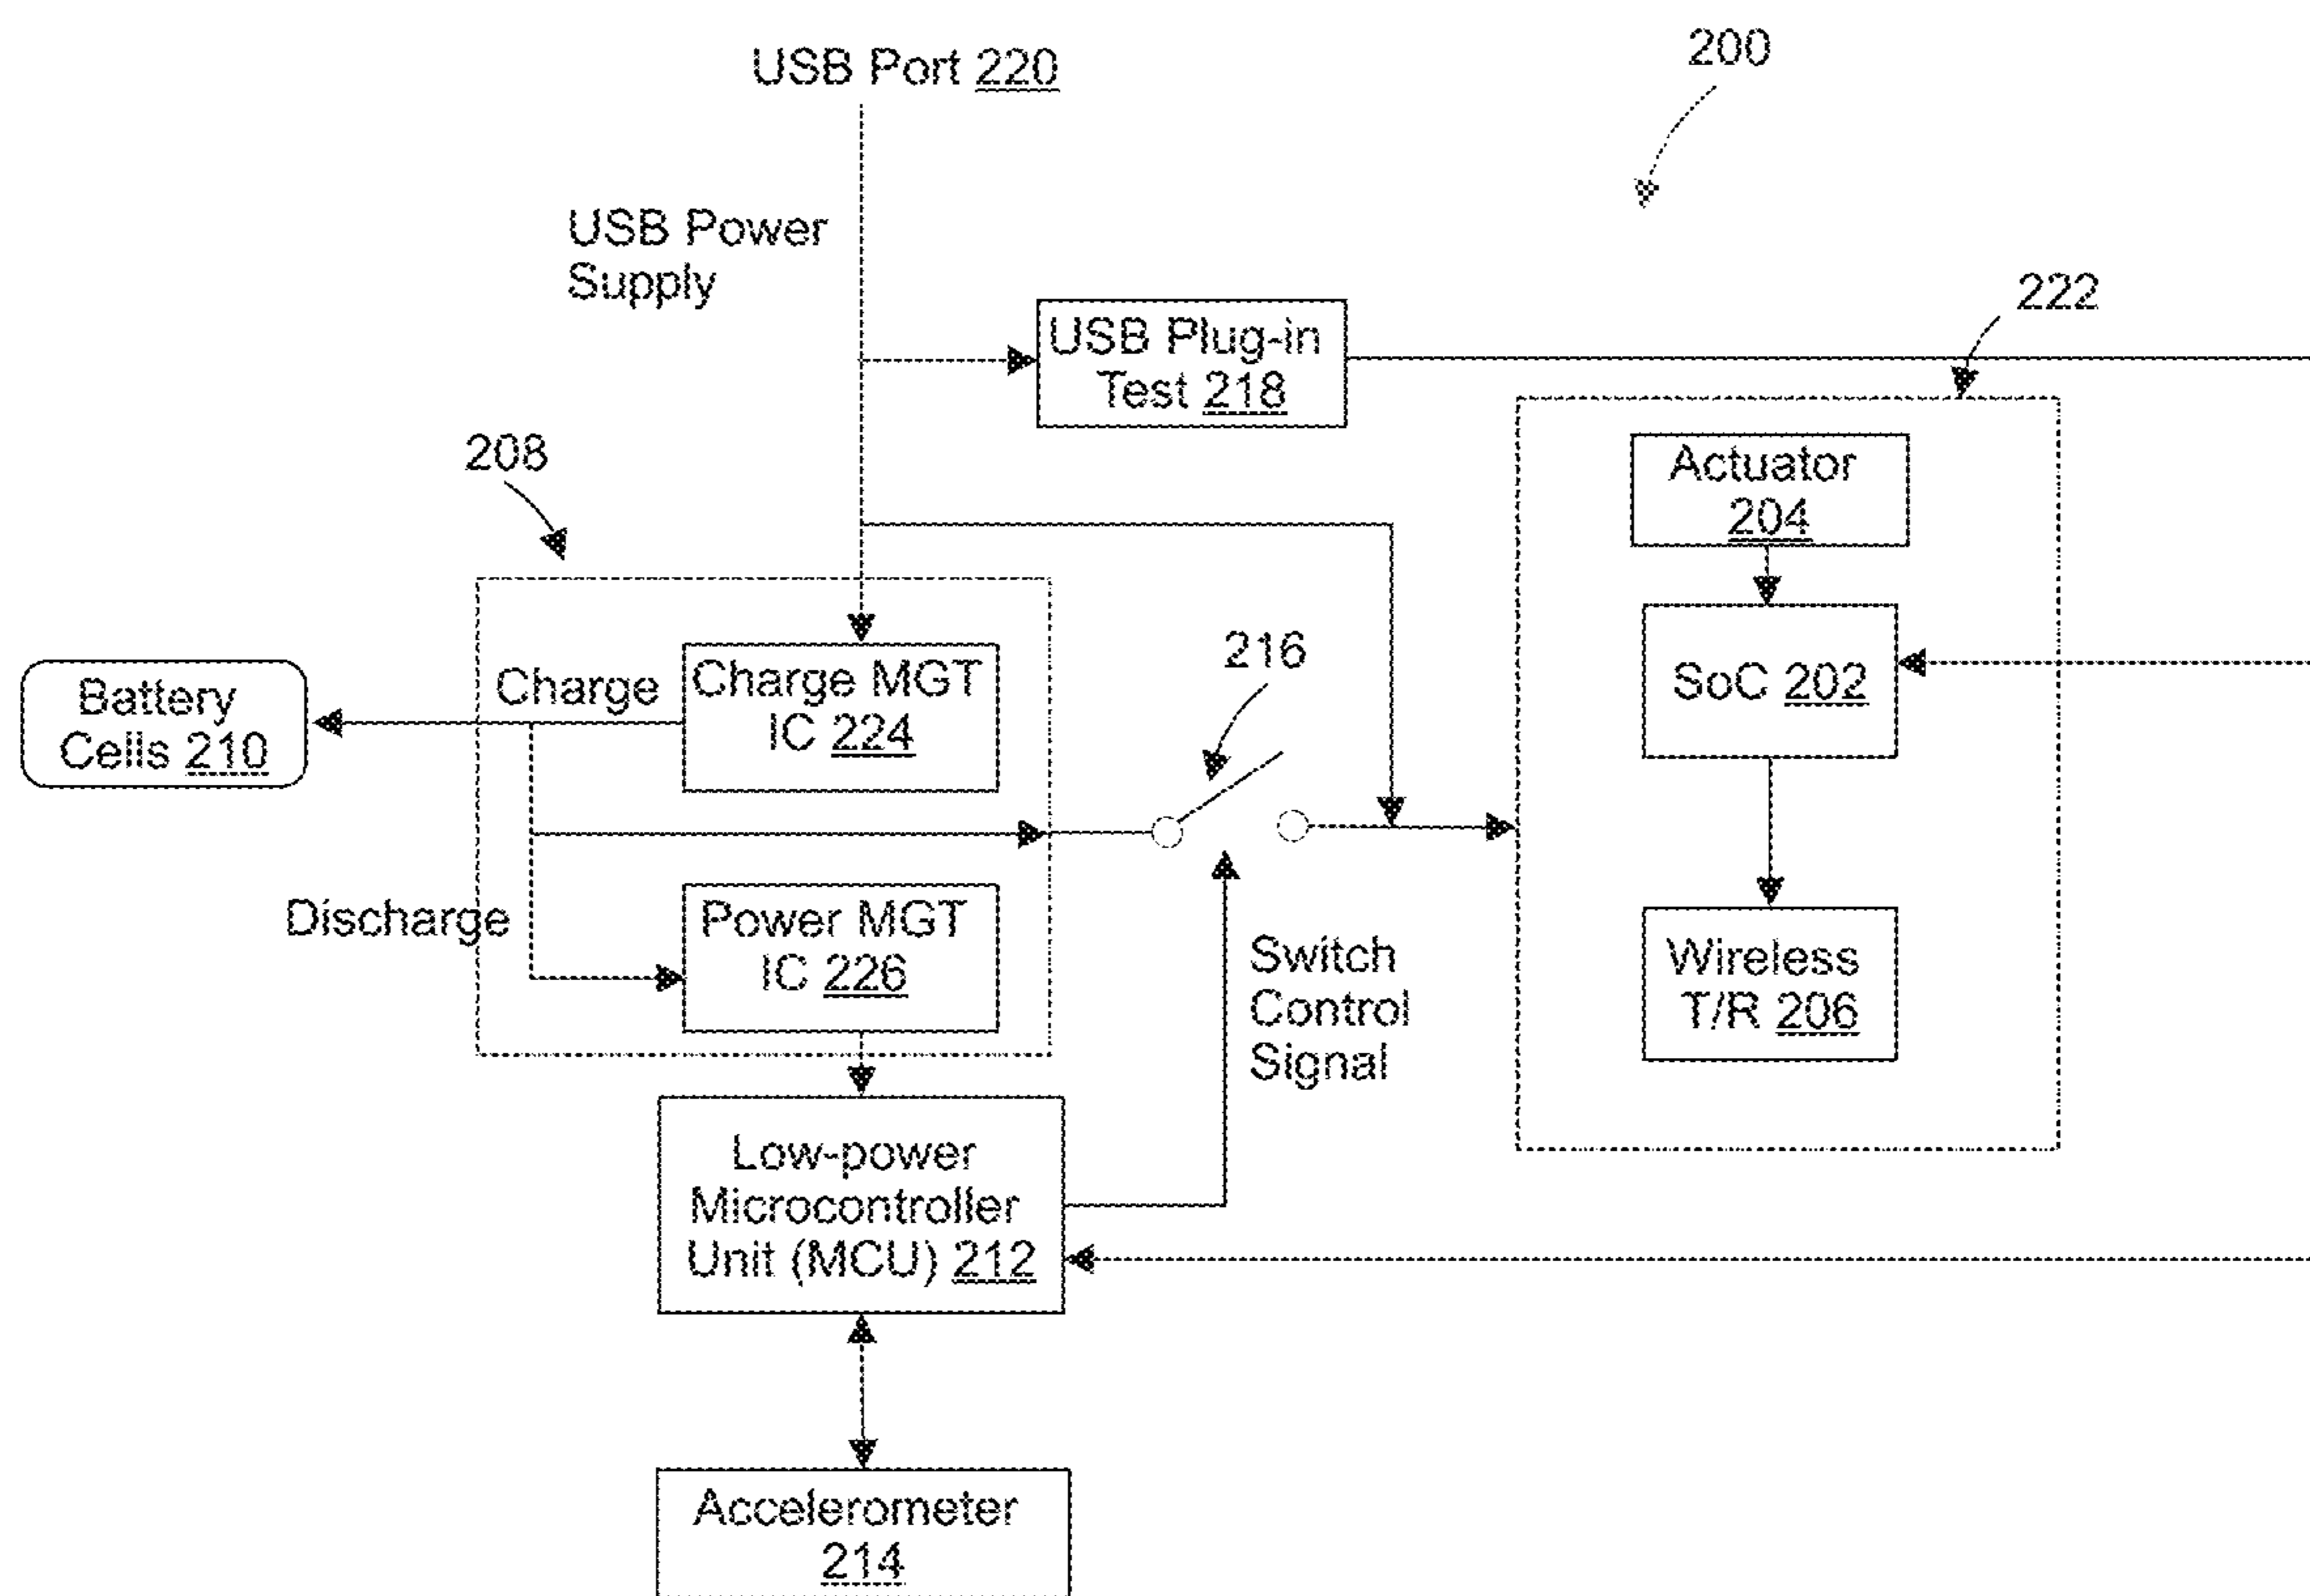 USB Port 220
200
USB Power
Supply
222
USB Plug-in
Test 218
208
Actuator
204
216
Battery
Cells 210
Charge
Charge MGT
IC 224
SoC 202
Discharge
Power MGT
IC 226
Switch
Control
Signal
Wireless
T/R 206
Low-power
Microcontroller
Unit (MCU) 212
Accelerometer
214